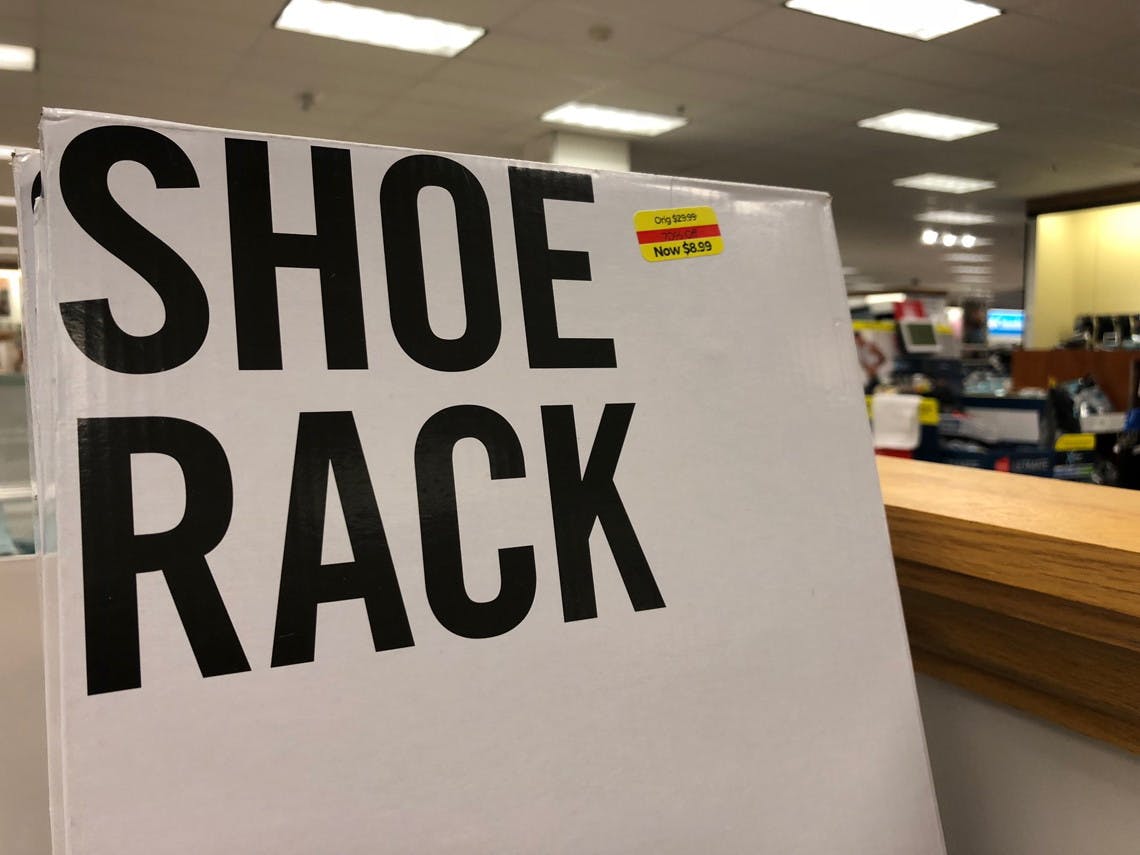 SHOE
RACK
Orig $29.99
70% Off
Now $8.99